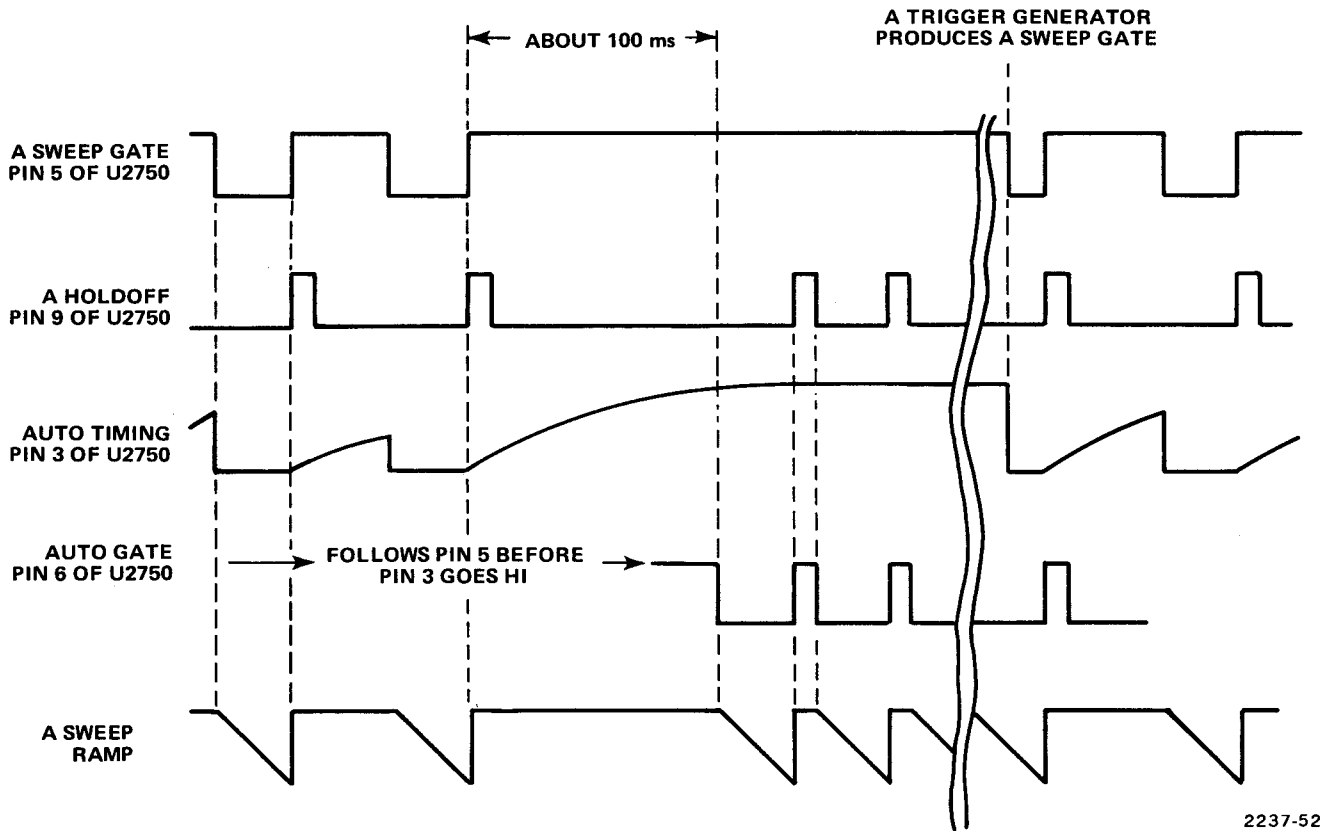 A TRIGGER GENERATOR
PRODUCES A SWEEP GATE
ABOUT 100 ms
A SWEEP GATE
PIN 5 OF U2750
A HOLDOFF
PIN 9 OF U2750
AUTO TIMING
PIN 3 OF U2750
AUTO GATE
PIN 6 OF U2750
FOLLOWS PIN 5 BEFORE
PIN 3 GOES HI
A SWEEP
RAMP
2237-52